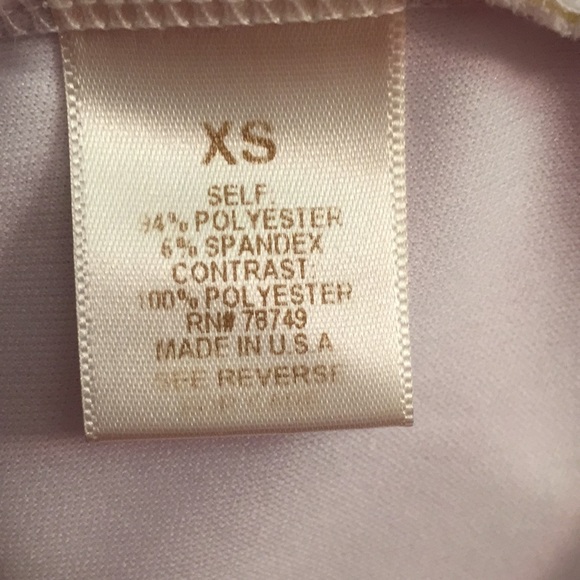 XS
SELF:
94% POLYESTER
6% SPANDEX
CONTRAST:
100% POLYESTER
RN# 78749
MADE IN U.S.A
SEE REVERSE